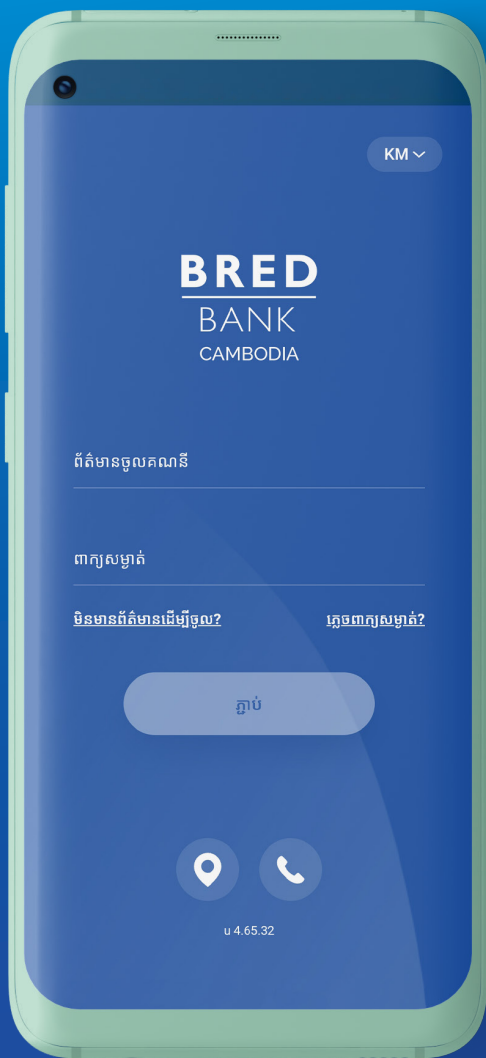 KM
BRED
BANK
CAMBODIA
ព័ត៌មានចូលគណនី
ពាក្យសម្ងាត់
មិនមានព័ត៌មានដើម្បីចូល? ភ្លេចពាក្យសម្ងាត់?
ភ្ជាប់
u 4.65.32